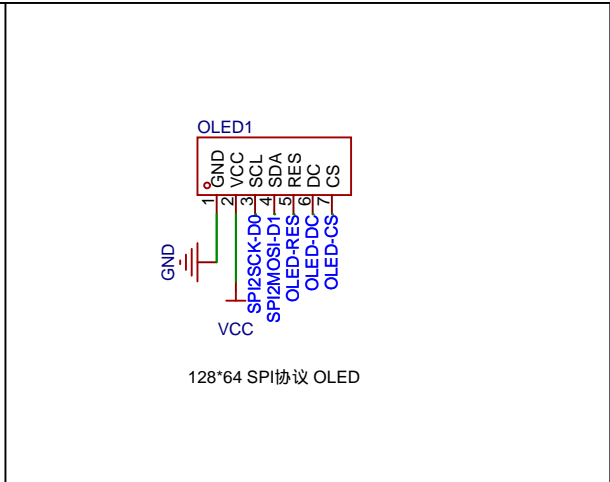 OLED1
GND
VCC
SCL
SDA
RES
DC
CS
1
2
3
4
5
6
7
SPI2SCK-D0
SPI2MOSI-D1
OLED-RES
OLED-DC
OLED-CS
GND
VCC
128*64 SPI协议 OLED